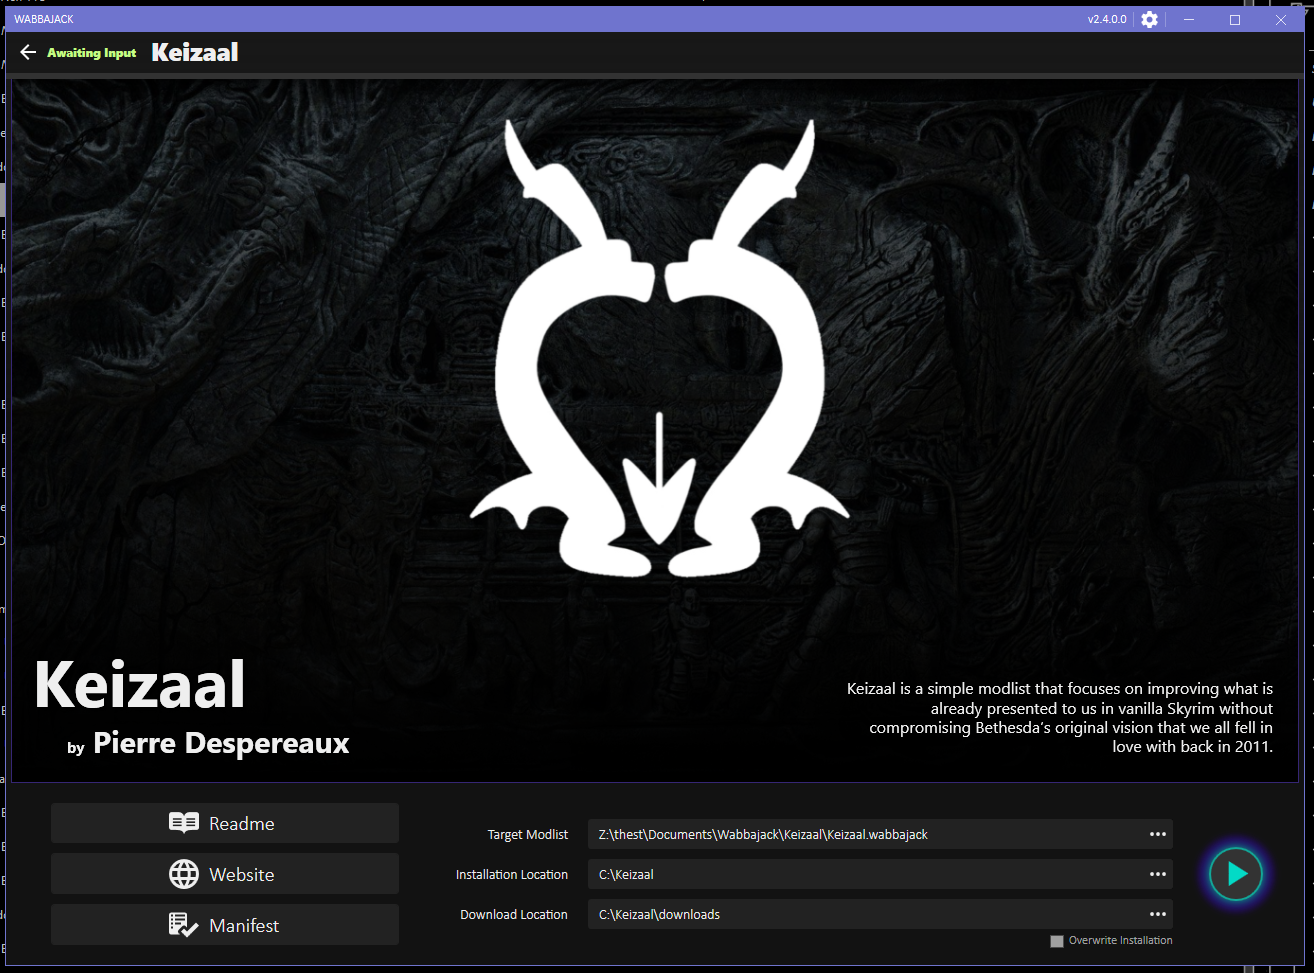 WABBAJACK
v2.4.0.0
Awaiting Input
Keizaal
Keizaal
by Pierre Despereaux
Keizaal is a simple modlist that focuses on improving what is
already presented to us in vanilla Skyrim without
compromising Bethesda's original vision that we all fell in
love with back in 2011.
Readme
Website
Manifest
Target Modlist
Z:\thest\Documents\Wabbajack\Keizaal\Keizaal.wabbajack
Installation Location
C:\Keizaal
Download Location
C:\Keizaal\downloads
Overwrite Installation